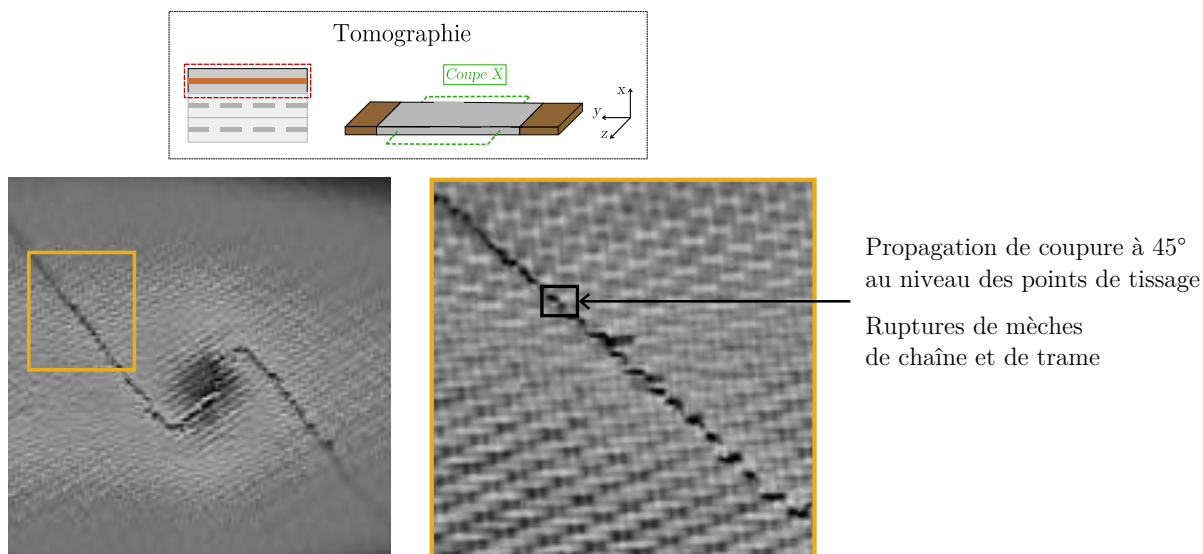 Tomographie
Coupe X
x
y
z
Propagation de coupure à 45°
au niveau des points de tissage
Ruptures de mèches
de chaîne et de trame